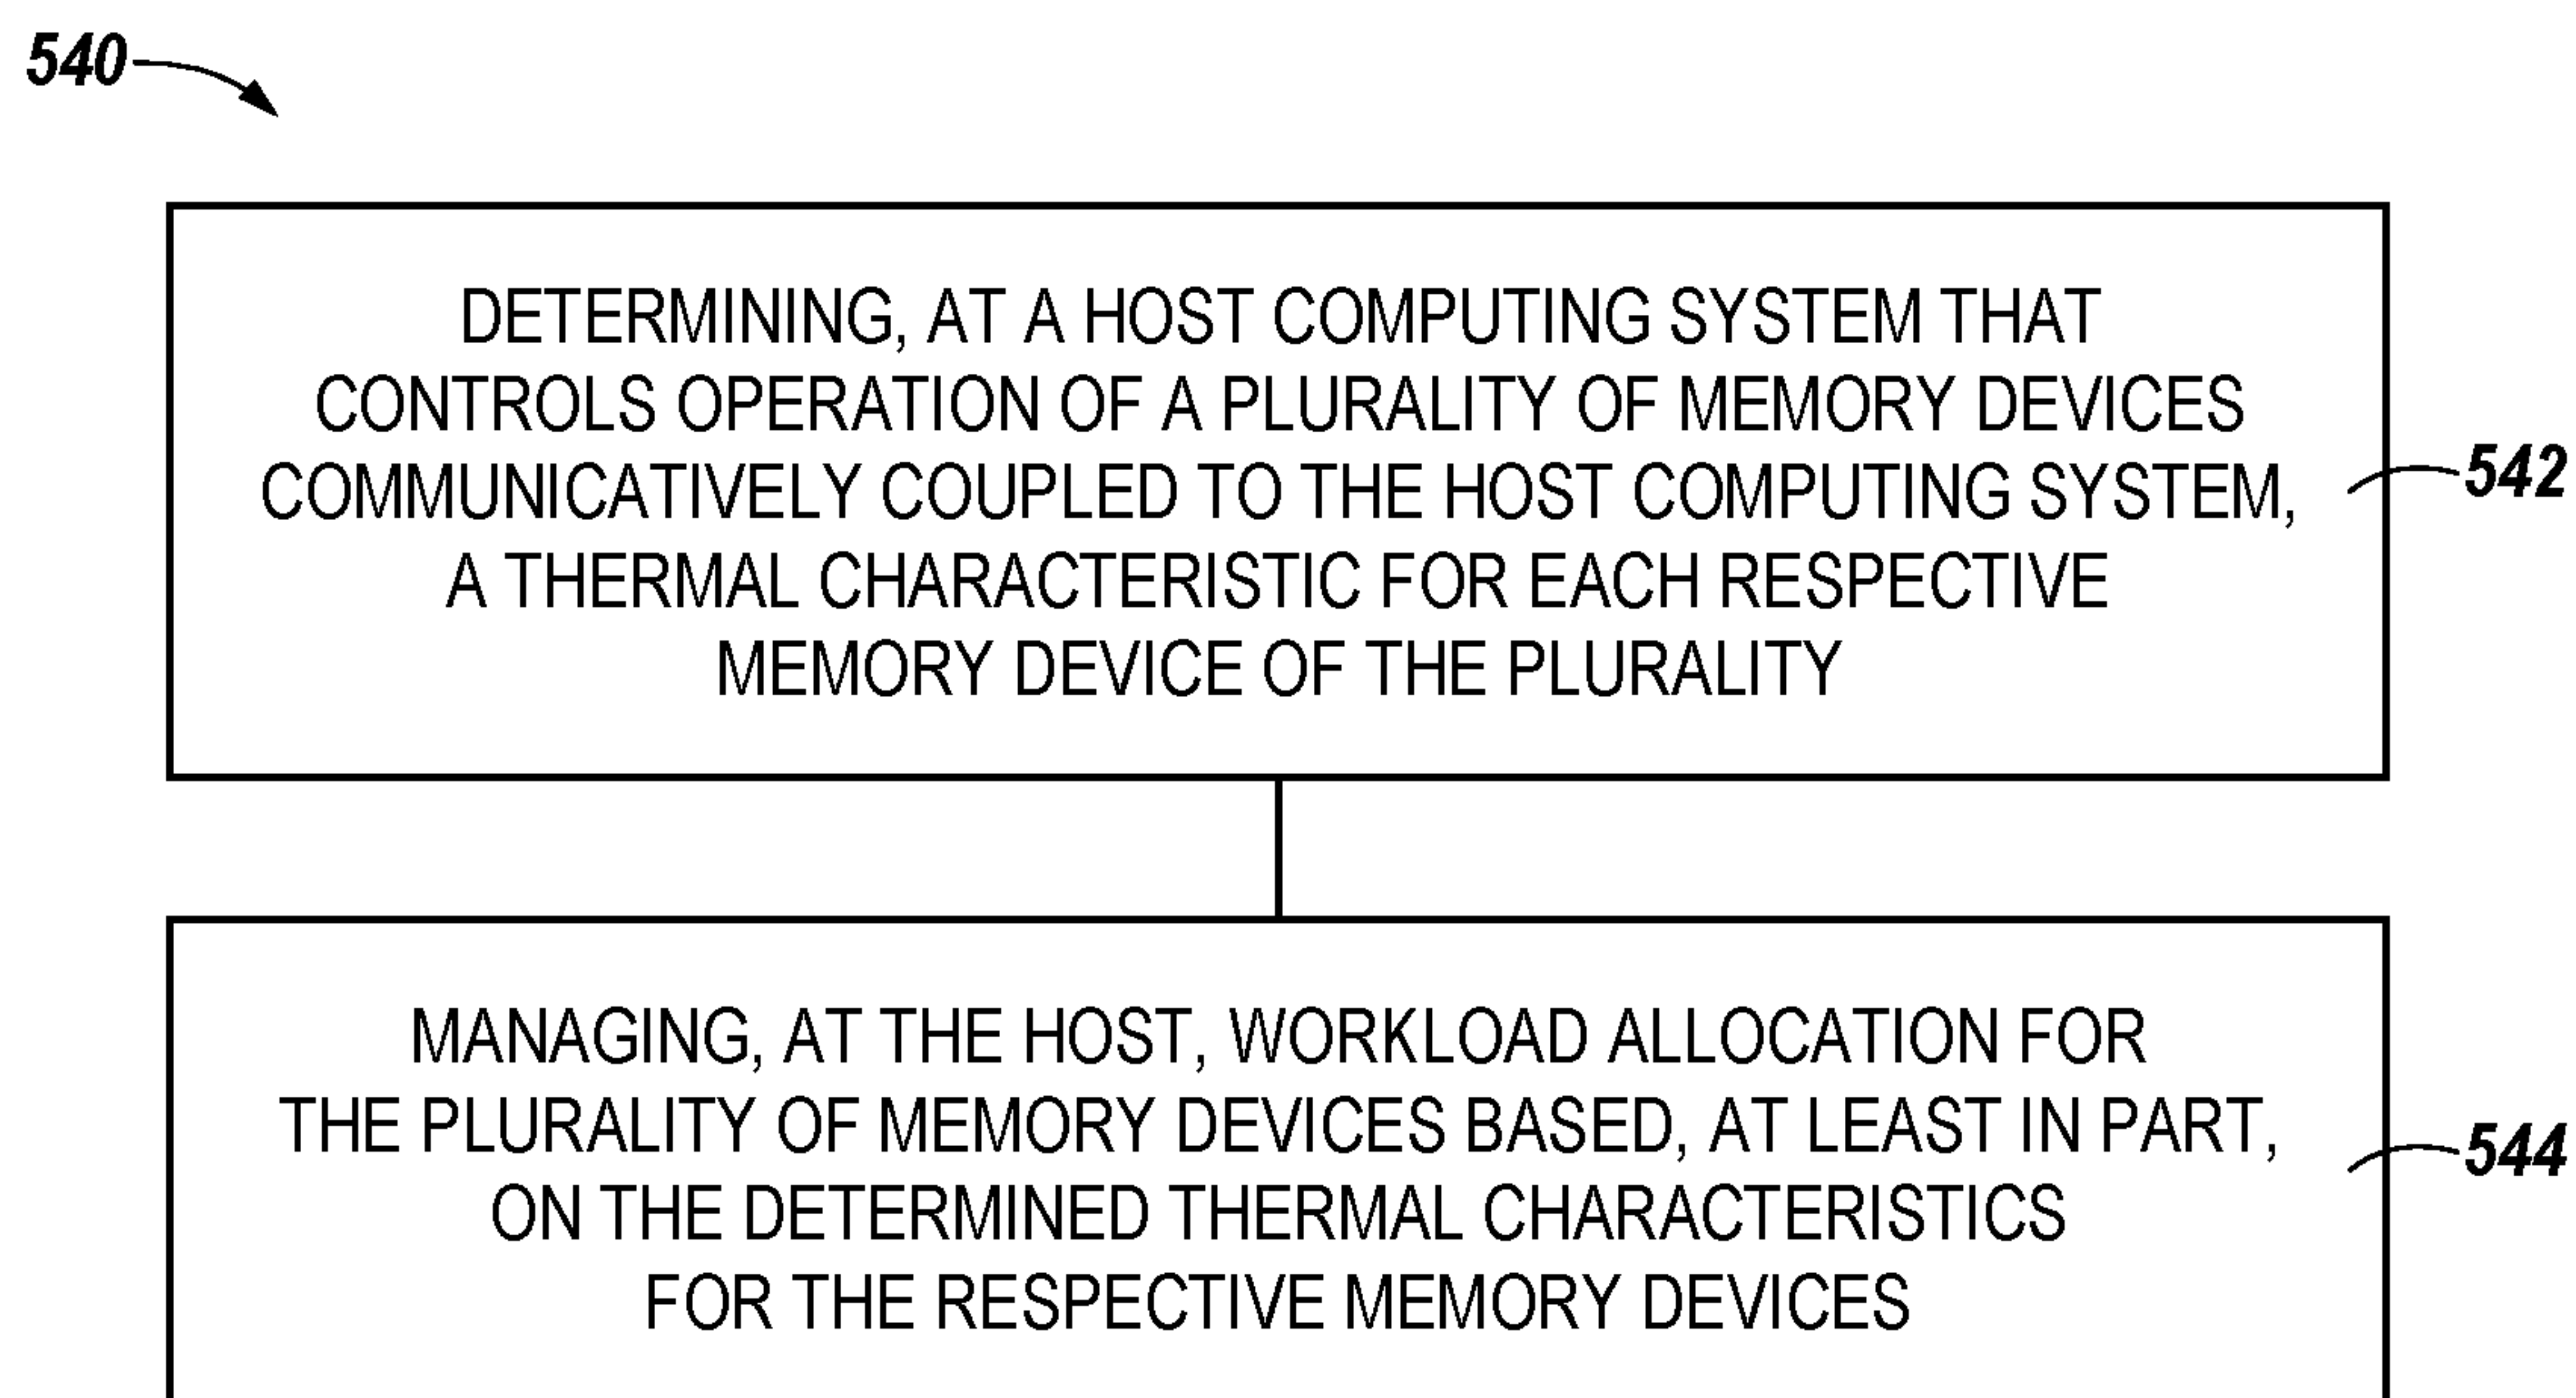 540
DETERMINING, AT A HOST COMPUTING SYSTEM THAT
CONTROLS OPERATION OF A PLURALITY OF MEMORY DEVICES
COMMUNICATIVELY COUPLED TO THE HOST COMPUTING SYSTEM,
A THERMAL CHARACTERISTIC FOR EACH RESPECTIVE
MEMORY DEVICE OF THE PLURALITY
542
MANAGING, AT THE HOST, WORKLOAD ALLOCATION FOR
THE PLURALITY OF MEMORY DEVICES BASED, AT LEAST IN PART,
ON THE DETERMINED THERMAL CHARACTERISTICS
FOR THE RESPECTIVE MEMORY DEVICES
544